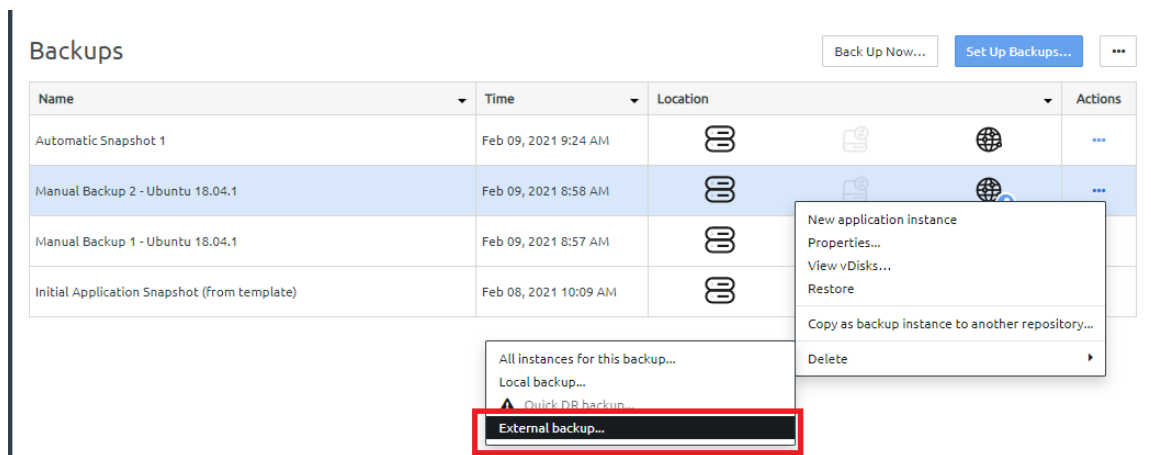 Backups
Back Up Now...
Set Up Backups...
Name
Time
Location
Actions
Automatic Snapshot 1
Feb 09, 2021 9:24 AM
Manual Backup 2 - Ubuntu 18.04.1
Feb 09, 2021 8:58 AM
Manual Backup 1 - Ubuntu 18.04.1
Feb 09, 2021 8:57 AM
Initial Application Snapshot (from template)
Feb 08, 2021 10:09 AM
New application instance
Properties...
View vDisks...
Restore
Copy as backup instance to another repository...
Delete
All instances for this backup...
Local backup...
Quick DR backup...
External backup...